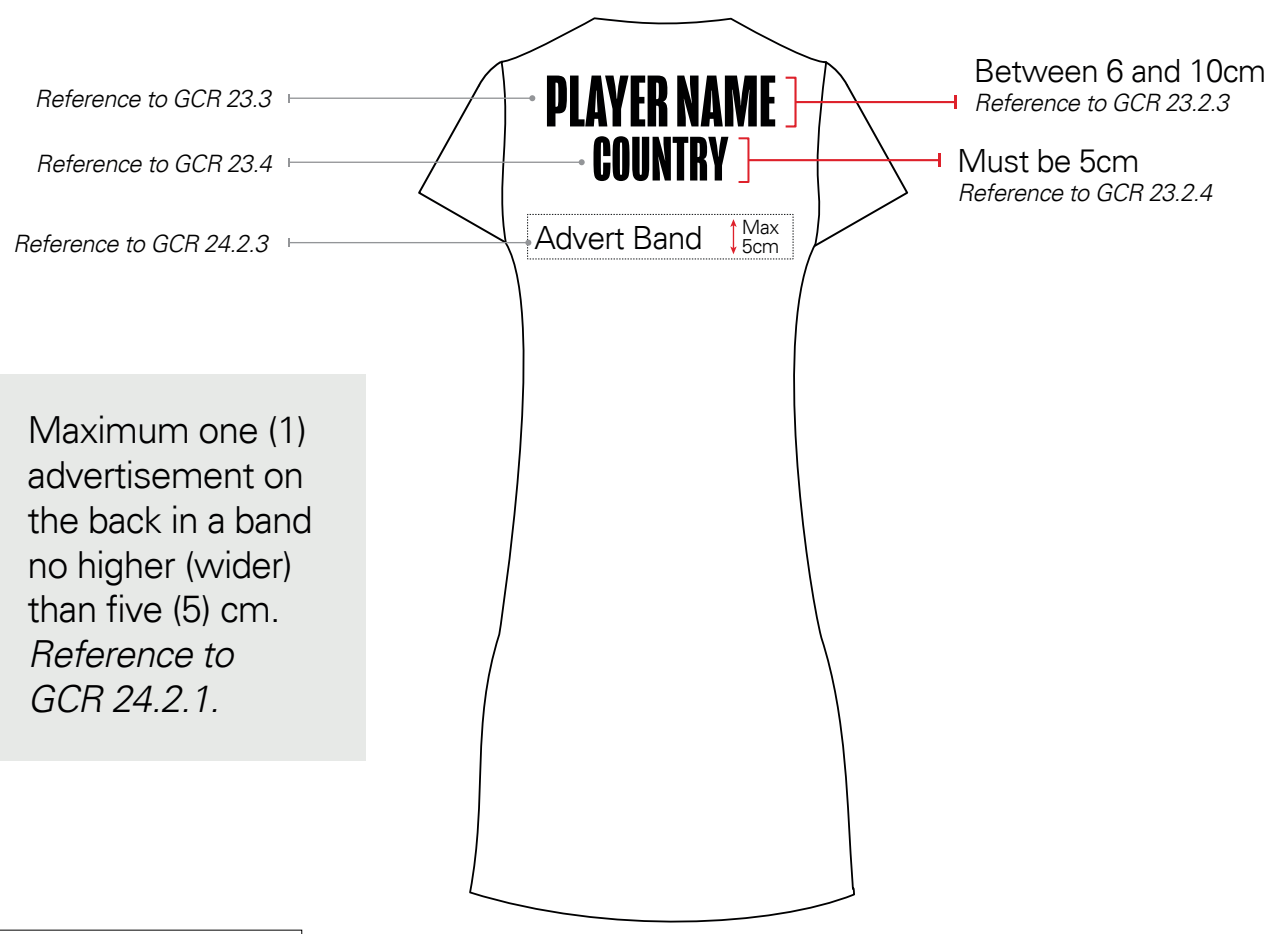 Reference to GCR 23.3
PLAYER NAME
Between 6 and 10cm
Reference to GCR 23.2.3
Reference to GCR 23.4
COUNTRY
Must be 5cm
Reference to GCR 23.2.4
Reference to GCR 24.2.3
Advert Band
Max
5cm
Maximum one (1)
advertisement on
the back in a band
no higher (wider)
than five (5) cm.
Reference to
GCR 24.2.1.